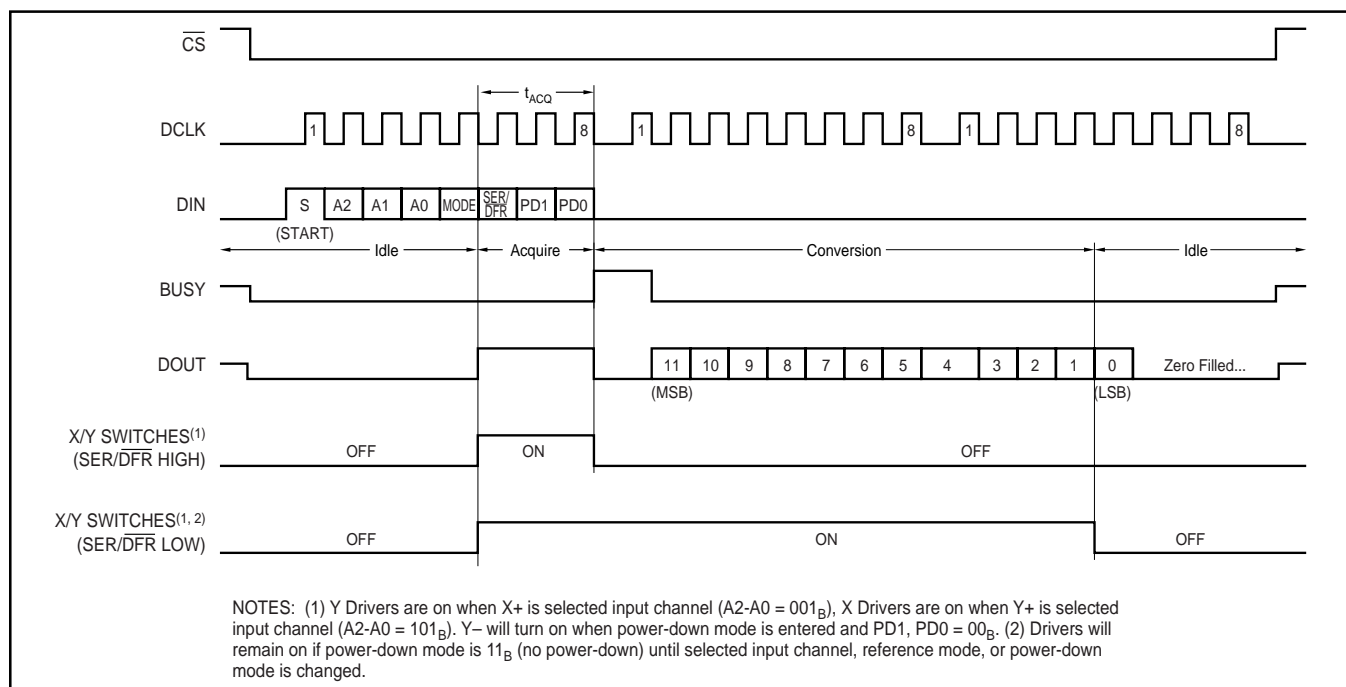 CS
tACQ
DCLK 1 8 1 8 1 8
DIN S A2 A1 A0 MODE SER/DFR PD1 PD0
(START)
Idle Acquire Conversion Idle
BUSY
DOUT 11 10 9 8 7 6 5 4 3 2 1 0 Zero Filled...
(MSB) (LSB)
X/Y SWITCHES(1)
(SER/DFR HIGH) OFF ON OFF
X/Y SWITCHES(1, 2)
(SER/DFR LOW) OFF ON OFF
NOTES: (1) Y Drivers are on when X+ is selected input channel (A2-A0 = 001B), X Drivers are on when Y+ is selected
input channel (A2-A0 = 101B). Y– will turn on when power-down mode is entered and PD1, PD0 = 00B. (2) Drivers will
remain on if power-down mode is 11B (no power-down) until selected input channel, reference mode, or power-down
mode is changed.